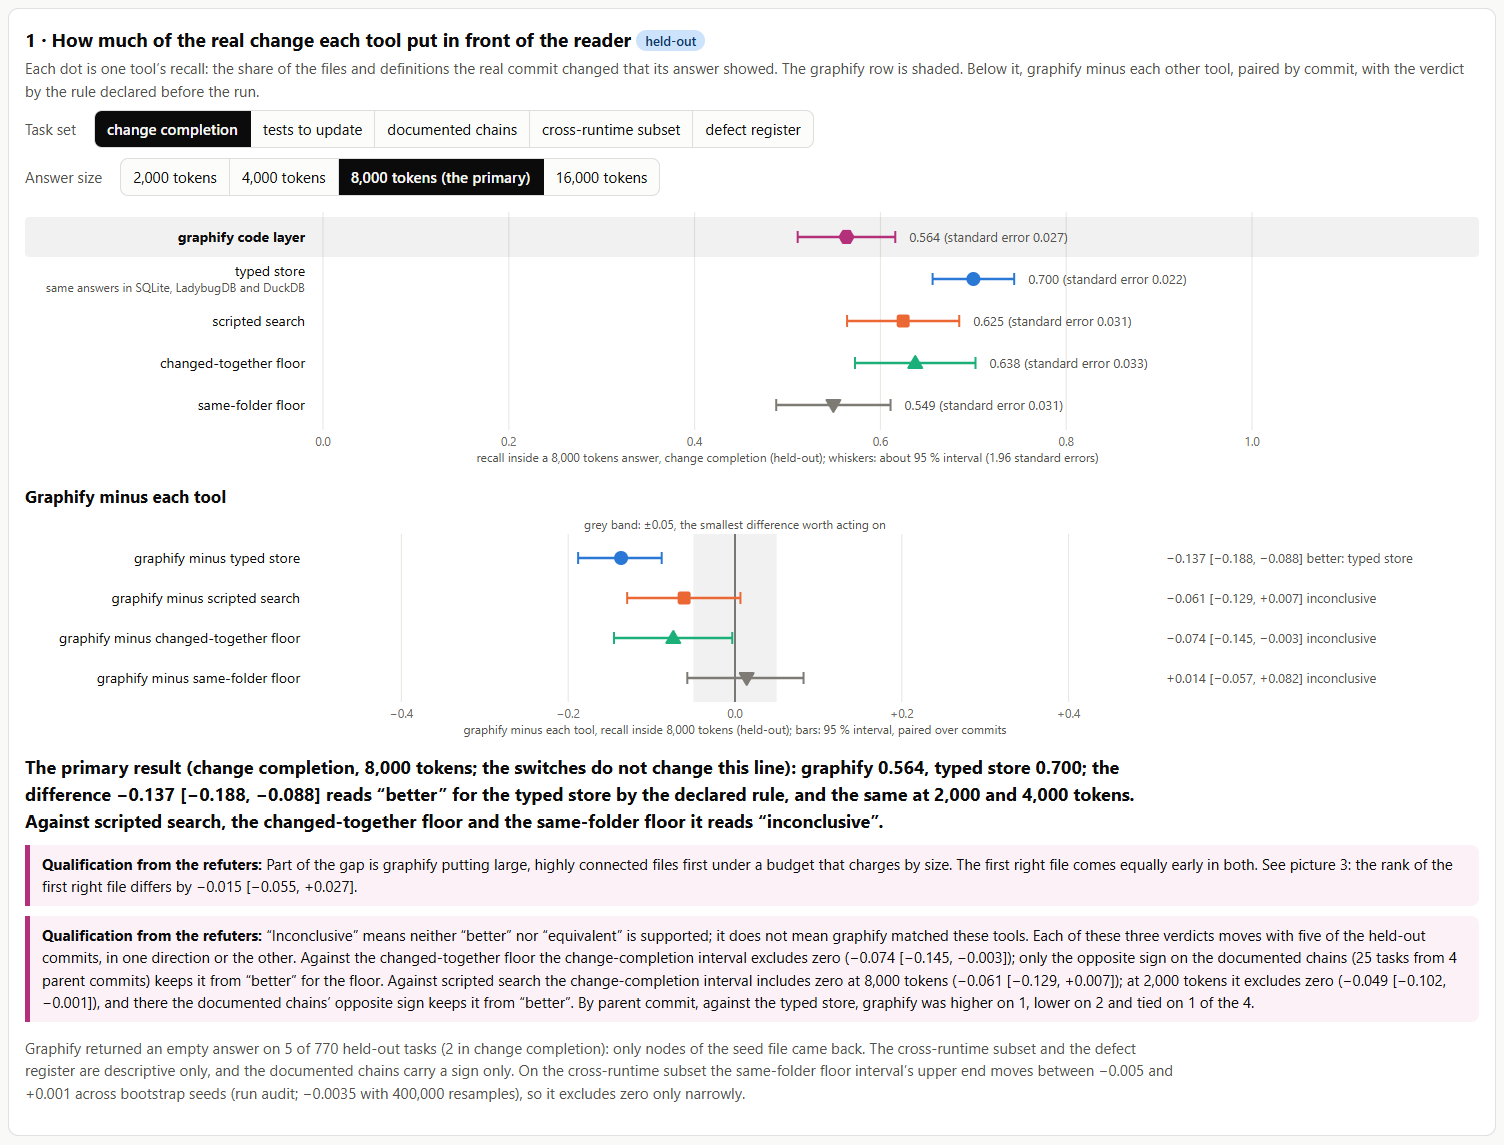 1 · How much of the real change each tool put in front of the reader held-out
Each dot is one tool’s recall: the share of the files and definitions the real commit changed that its answer showed. The graphify row is shaded. Below it, graphify minus each other tool, paired by commit, with the verdict
by the rule declared before the run.
Task set change completion tests to update documented chains cross-runtime subset defect register
Answer size 2,000 tokens 4,000 tokens 8,000 tokens (the primary) 16,000 tokens
graphify code layer 0.564 (standard error 0.027)
typed store 0.700 (standard error 0.022)
same answers in SQLite, LadybugDB and DuckDB
scripted search 0.625 (standard error 0.031)
changed-together floor 0.638 (standard error 0.033)
same-folder floor 0.549 (standard error 0.031)
0.0 0.2 0.4 0.6 0.8 1.0
recall inside a 8,000 tokens answer, change completion (held-out); whiskers: about 95 % interval (1.96 standard errors)
Graphify minus each tool
grey band: ±0.05, the smallest difference worth acting on
graphify minus typed store −0.137 [−0.188, −0.088] better: typed store
graphify minus scripted search −0.061 [−0.129, +0.007] inconclusive
graphify minus changed-together floor −0.074 [−0.145, −0.003] inconclusive
graphify minus same-folder floor +0.014 [−0.057, +0.082] inconclusive
−0.4 −0.2 0.0 +0.2 +0.4
graphify minus each tool, recall inside 8,000 tokens (held-out); bars: 95 % interval, paired over commits
The primary result (change completion, 8,000 tokens; the switches do not change this line): graphify 0.564, typed store 0.700; the
difference −0.137 [−0.188, −0.088] reads “better” for the typed store by the declared rule, and the same at 2,000 and 4,000 tokens.
Against scripted search, the changed-together floor and the same-folder floor it reads “inconclusive”.
Qualification from the refuters: Part of the gap is graphify putting large, highly connected files first under a budget that charges by size. The first right file comes equally early in both. See picture 3: the rank of the
first right file differs by −0.015 [−0.055, +0.027].
Qualification from the refuters: “Inconclusive” means neither “better” nor “equivalent” is supported; it does not mean graphify matched these tools. Each of these three verdicts moves with five of the held-out
commits, in one direction or the other. Against the changed-together floor the change-completion interval excludes zero (−0.074 [−0.145, −0.003]); only the opposite sign on the documented chains (25 tasks from 4
parent commits) keeps it from “better” for the floor. Against scripted search the change-completion interval includes zero at 8,000 tokens (−0.061 [−0.129, +0.007]); at 2,000 tokens it excludes zero (−0.049 [−0.102,
−0.001]), and there the documented chains’ opposite sign keeps it from “better”. By parent commit, against the typed store, graphify was higher on 1, lower on 2 and tied on 1 of the 4.
Graphify returned an empty answer on 5 of 770 held-out tasks (2 in change completion): only nodes of the seed file came back. The cross-runtime subset and the defect
register are descriptive only, and the documented chains carry a sign only. On the cross-runtime subset the same-folder floor interval’s upper end moves between −0.005 and
+0.001 across bootstrap seeds (run audit; −0.0035 with 400,000 resamples), so it excludes zero only narrowly.